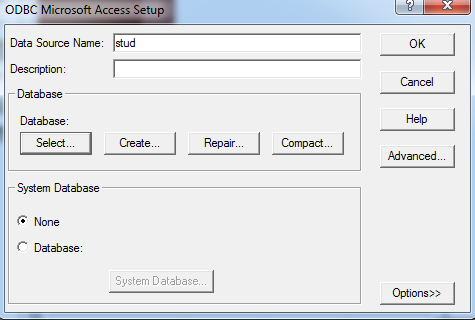 ODBC Microsoft Access Setup
Data Source Name: stud
OK
Description:
Cancel
Database
Database:
Help
Select... Create... Repair... Compact...
Advanced...
System Database
None
Database:
System Database...
Options>>